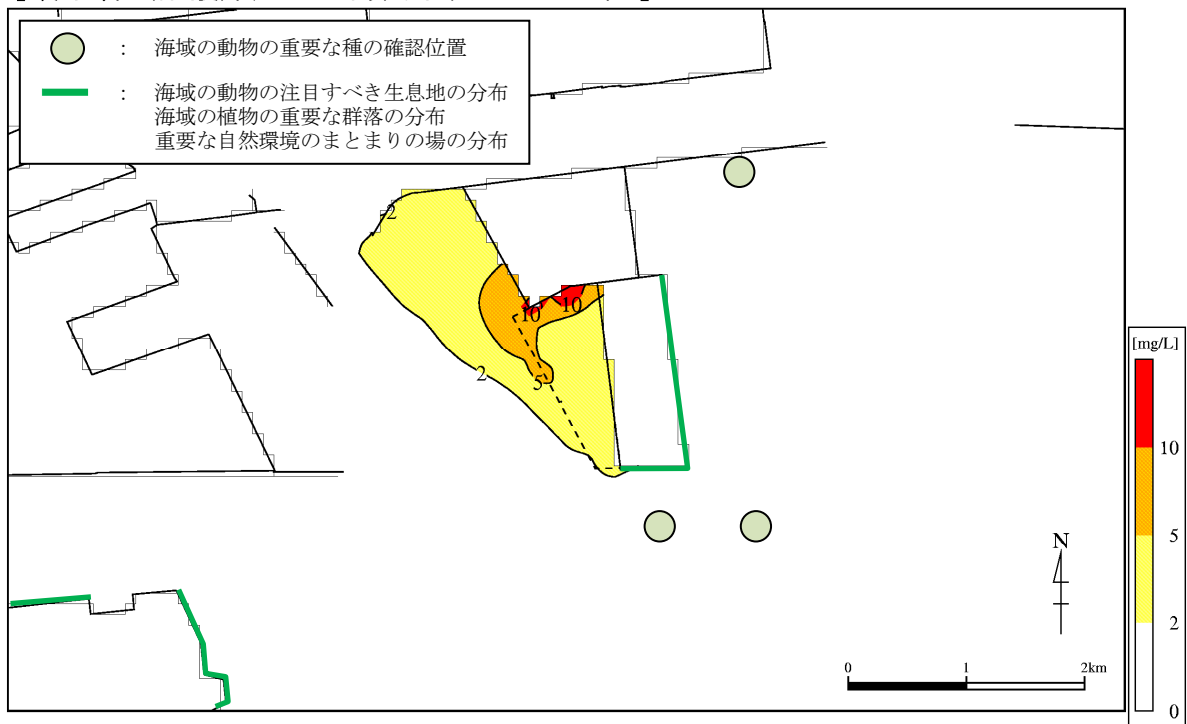 ： 海域の動物の重要な種の確認位置
： 海域の動物の注目すべき生息地の分布
海域の植物の重要な群落の分布
重要な自然環境のまとまりの場の分布
2
10
10
2
5
[mg/L]
10
5
2
0
N
0 1 2km